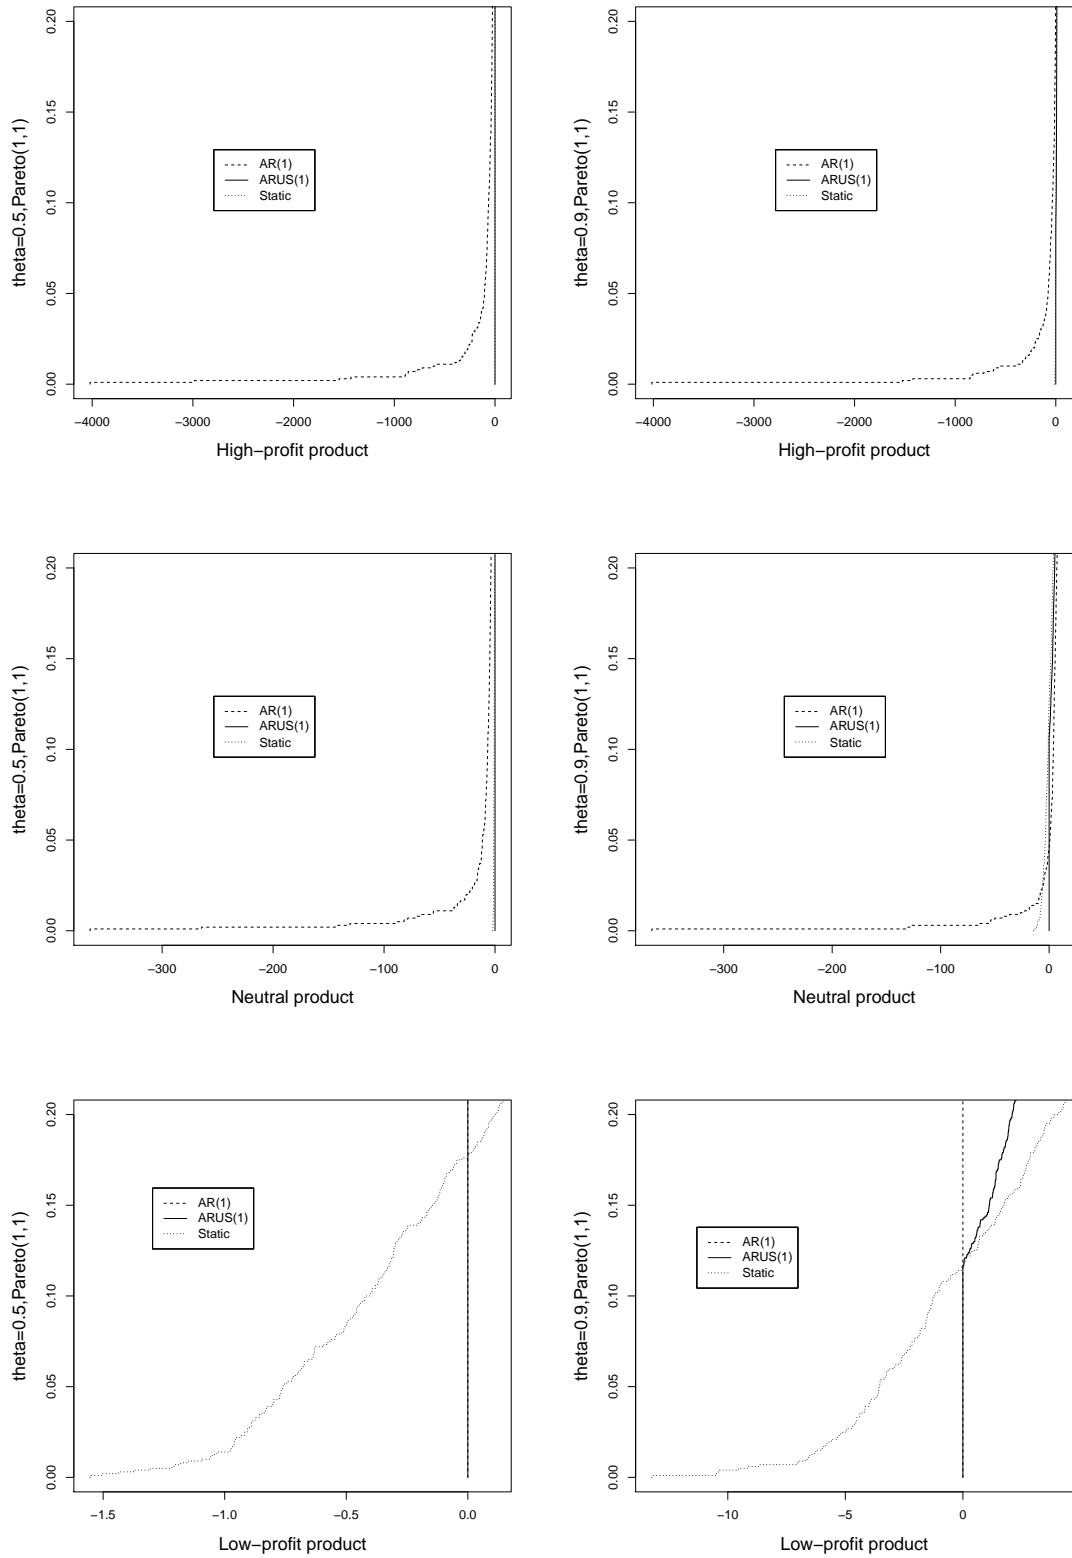 theta=0.5,Pareto(1,1)
0.20
0.15
0.10
0.05
0.00
AR(1)
ARUS(1)
Static
−4000 −3000 −2000 −1000 0
High−profit product
theta=0.9,Pareto(1,1)
0.20
0.15
0.10
0.05
0.00
AR(1)
ARUS(1)
Static
−4000 −3000 −2000 −1000 0
High−profit product
theta=0.5,Pareto(1,1)
0.20
0.15
0.10
0.05
0.00
AR(1)
ARUS(1)
Static
−300 −200 −100 0
Neutral product
theta=0.9,Pareto(1,1)
0.20
0.15
0.10
0.05
0.00
AR(1)
ARUS(1)
Static
−300 −200 −100 0
Neutral product
theta=0.5,Pareto(1,1)
0.20
0.15
0.10
0.05
0.00
AR(1)
ARUS(1)
Static
−1.5 −1.0 −0.5 0.0
Low−profit product
theta=0.9,Pareto(1,1)
0.20
0.15
0.10
0.05
0.00
AR(1)
ARUS(1)
Static
−10 −5 0
Low−profit product